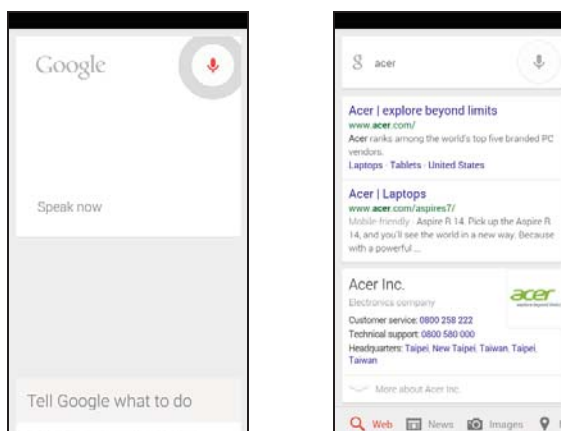 Google
Speak now
Tell Google what to do
g acer
Acer | explore beyond limits
www.acer.com/
Acer ranks among the world's top five branded PC
vendors.
Laptops · Tablets · United States
Acer | Laptops
www.acer.com/aspires7/
Mobile-friendly · Aspire R 14. Pick up the Aspire R
14, and you'll see the world in a new way. Because
with a powerful ...
Acer Inc.
Electronics company
acer
explore beyond limits
Customer service: 0800 258 222
Technical support: 0800 580 000
Headquarters: Taipei, New Taipei, Taiwan, Taipei,
Taiwan
More about Acer Inc.
Web News Images